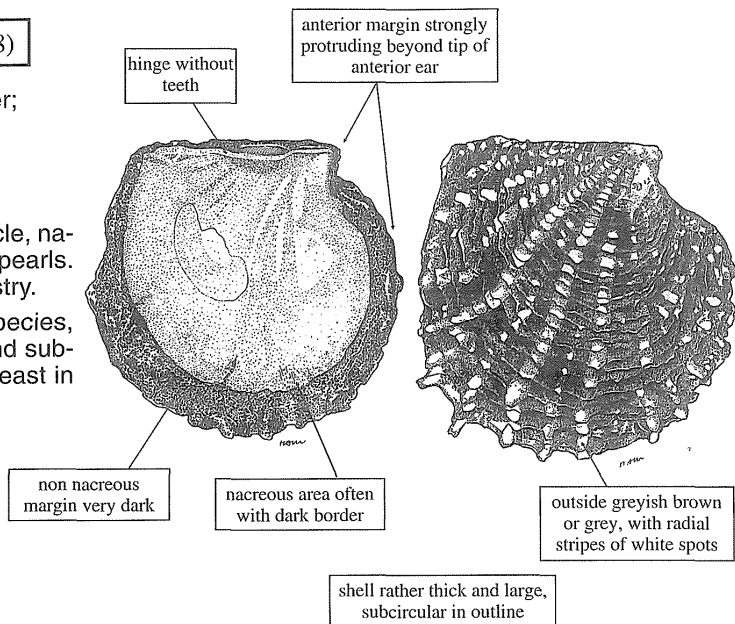 3)
er;
cle, na-
pearls.
stry.
pecies,
nd sub-
east in
hinge without
teeth
anterior margin strongly
protruding beyond tip of
anterior ear
non nacreous
margin very dark
nacreous area often
with dark border
outside greyish brown
or grey, with radial
stripes of white spots
shell rather thick and large,
subcircular in outline